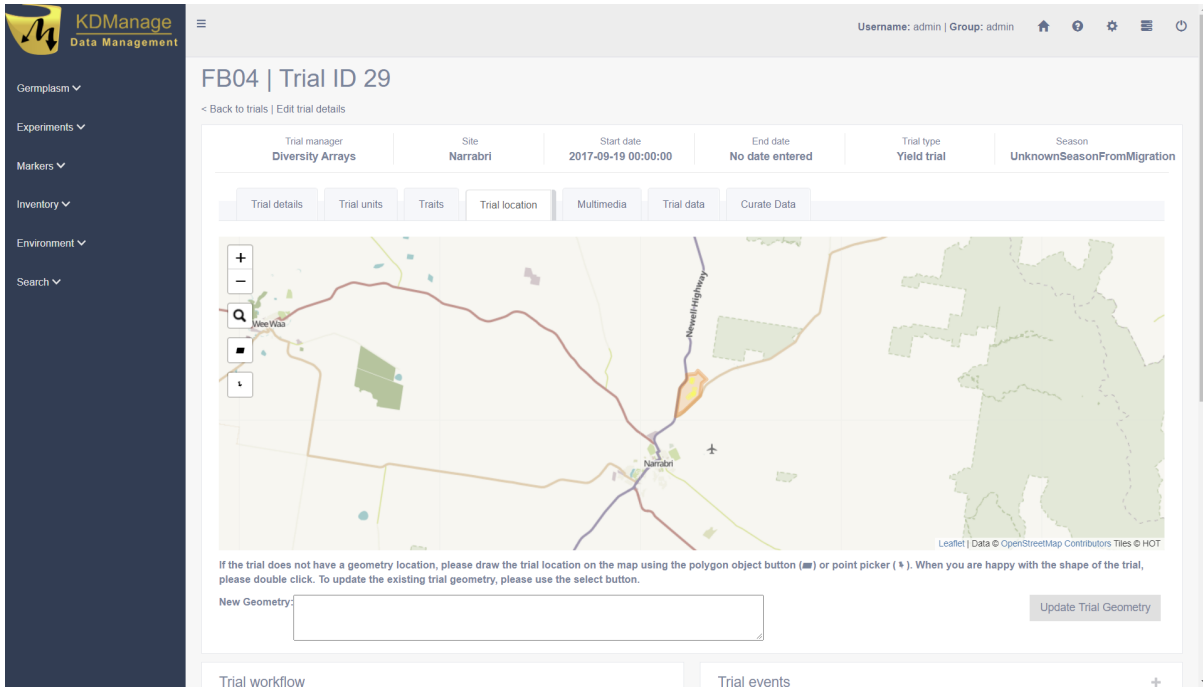 KDManage
Data Management
Username: admin | Group: admin
Germplasm
Experiments
Markers
Inventory
Environment
Search
FB04 | Trial ID 29
< Back to trials | Edit trial details
Trial manager
Diversity Arrays
Site
Narrabri
Start date
2017-09-19 00:00:00
End date
No date entered
Trial type
Yield trial
Season
UnknownSeasonFromMigration
Trial details
Trial units
Traits
Trial location
Multimedia
Trial data
Curate Data
+
−
Newell Highway
Wee Waa
Narrabri
Leaflet | Data © OpenStreetMap Contributors Tiles © HOT
If the trial does not have a geometry location, please draw the trial location on the map using the polygon object button (▰) or point picker ( ). When you are happy with the shape of the trial,
please double click. To update the existing trial geometry, please use the select button.
New Geometry:
Update Trial Geometry
Trial workflow
Trial events
+